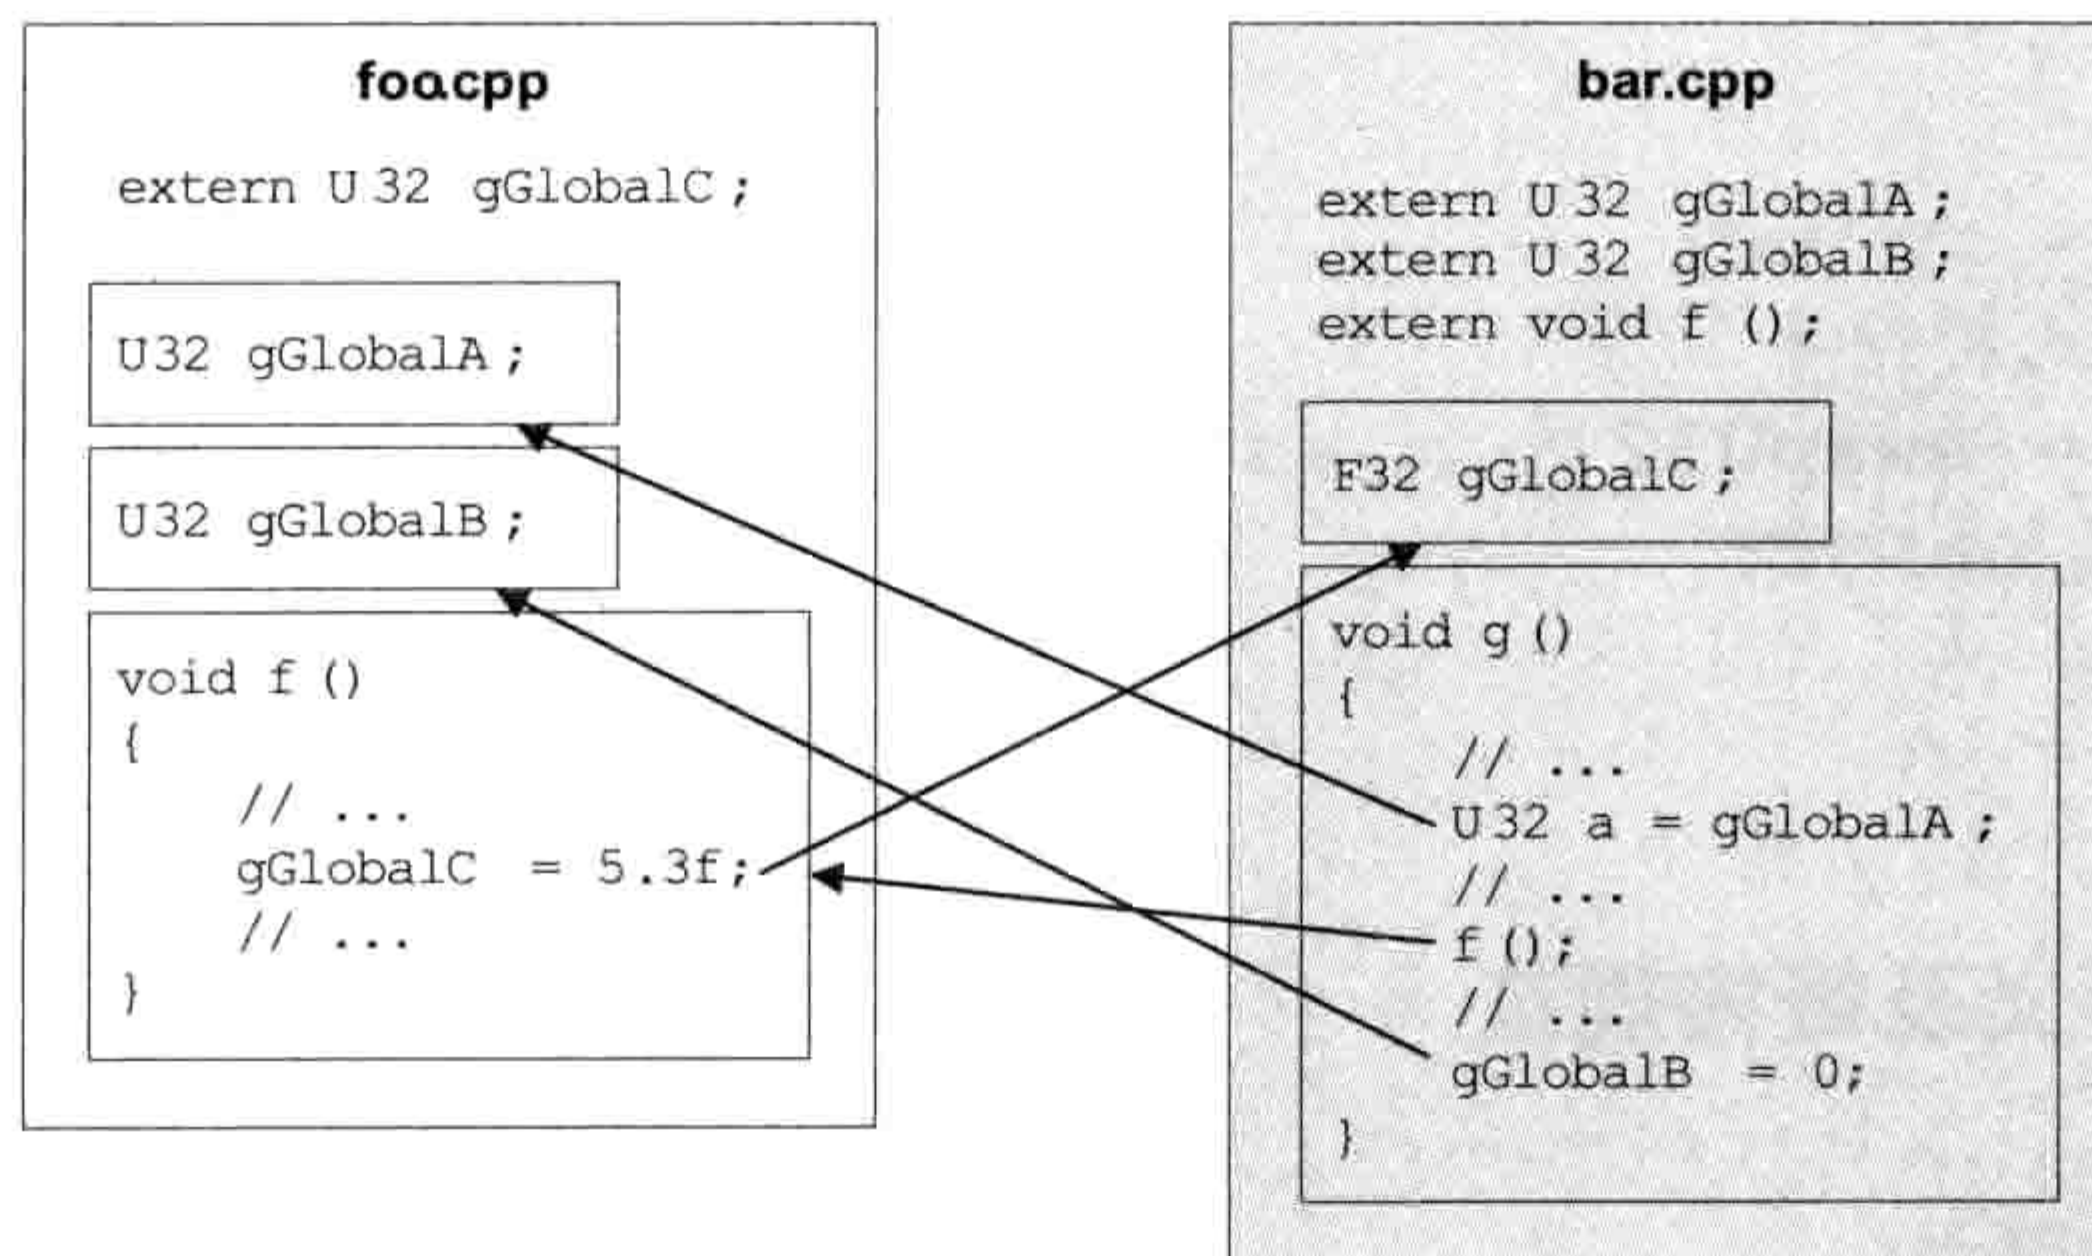 foo.cpp
extern U32 gGlobalC;
U32 gGlobalA;
U32 gGlobalB;
void f()
{
// ...
gGlobalC = 5.3f;
// ...
}
bar.cpp
extern U32 gGlobalA;
extern U32 gGlobalB;
extern void f();
F32 gGlobalC;
void g()
{
// ...
U32 a = gGlobalA;
// ...
f();
// ...
gGlobalB = 0;
}